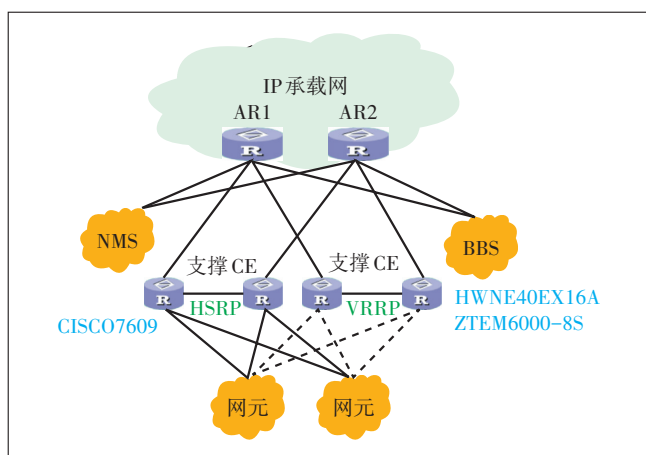 IP承载网
AR1
AR2
R
R
NMS
BBS
支撑CE
支撑CE
R
HSRP
R
R
VRRP
R
CISCO7609
HWNE40EX16A
ZTEM6000-8S
网元
网元